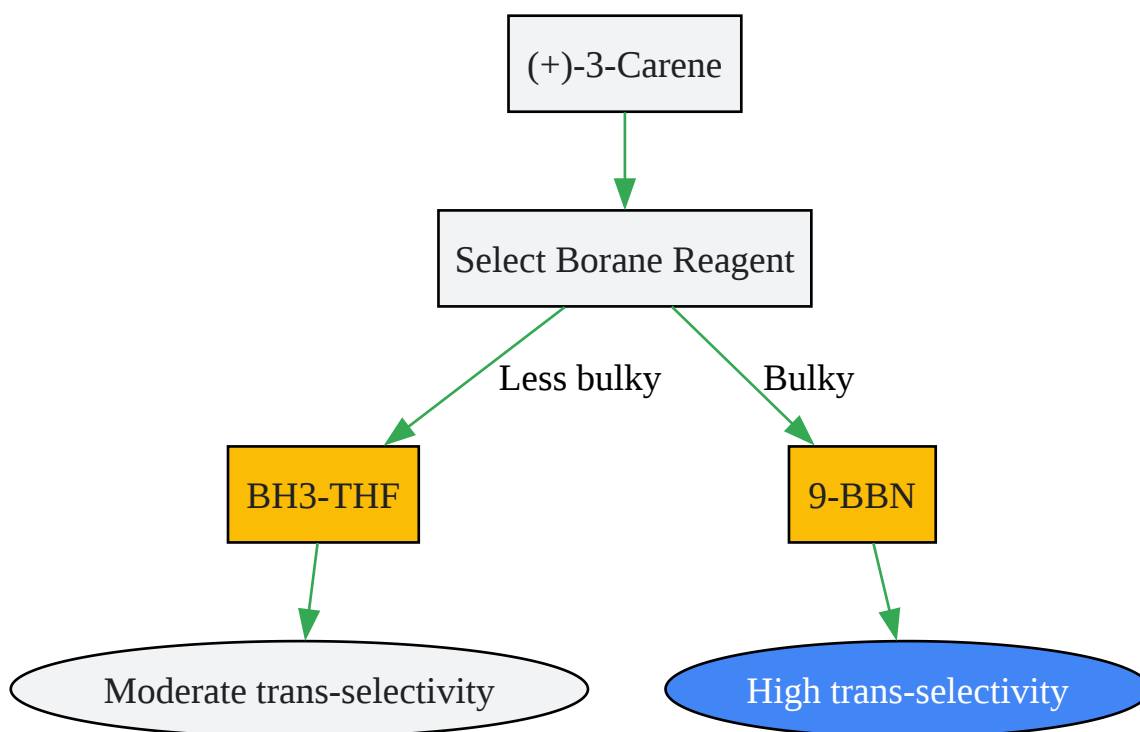 (+)-3-Carene
Select Borane Reagent
Less bulky
Bulky
BH3-THF
9-BBN
Moderate trans-selectivity
High trans-selectivity